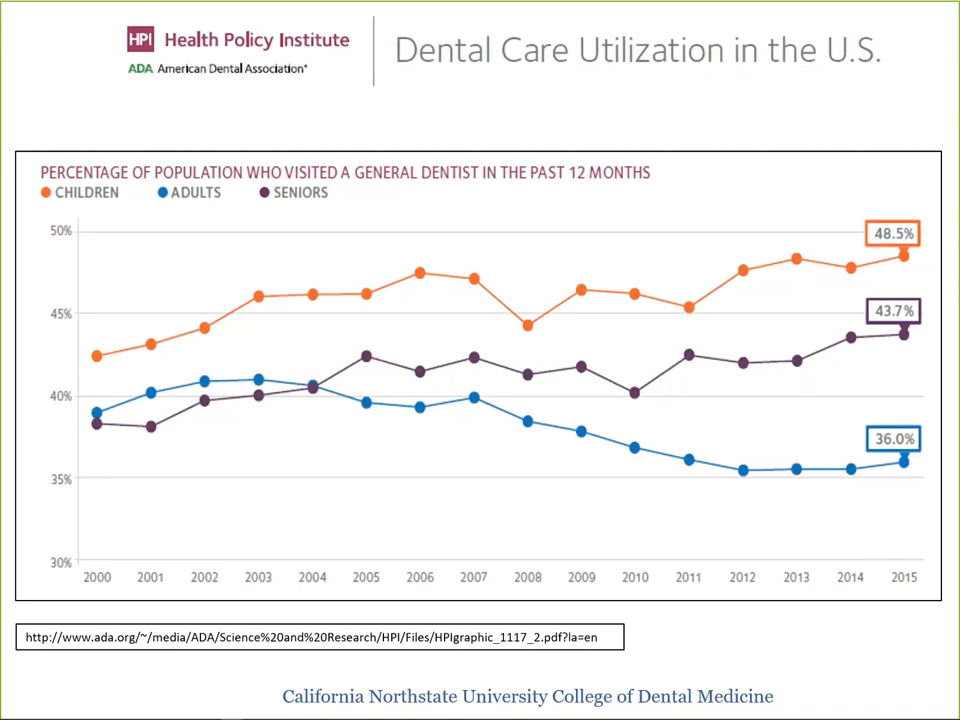 HPI Health Policy Institute
ADA American Dental Association*
Dental Care Utilization in the U.S.
PERCENTAGE OF POPULATION WHO VISITED A GENERAL DENTIST IN THE PAST 12 MONTHS
CHILDREN ADULTS SENIORS
50%
48.5%
45%
43.7%
40%
36.0%
35%
30%
2000 2001 2002 2003 2004 2005 2006 2007 2008 2009 2010 2011 2012 2013 2014 2015
http://www.ada.org/~/media/ADA/Science%20and%20Research/HPI/Files/HPIgraphic_1117_2.pdf?la=en
California Northstate University College of Dental Medicine